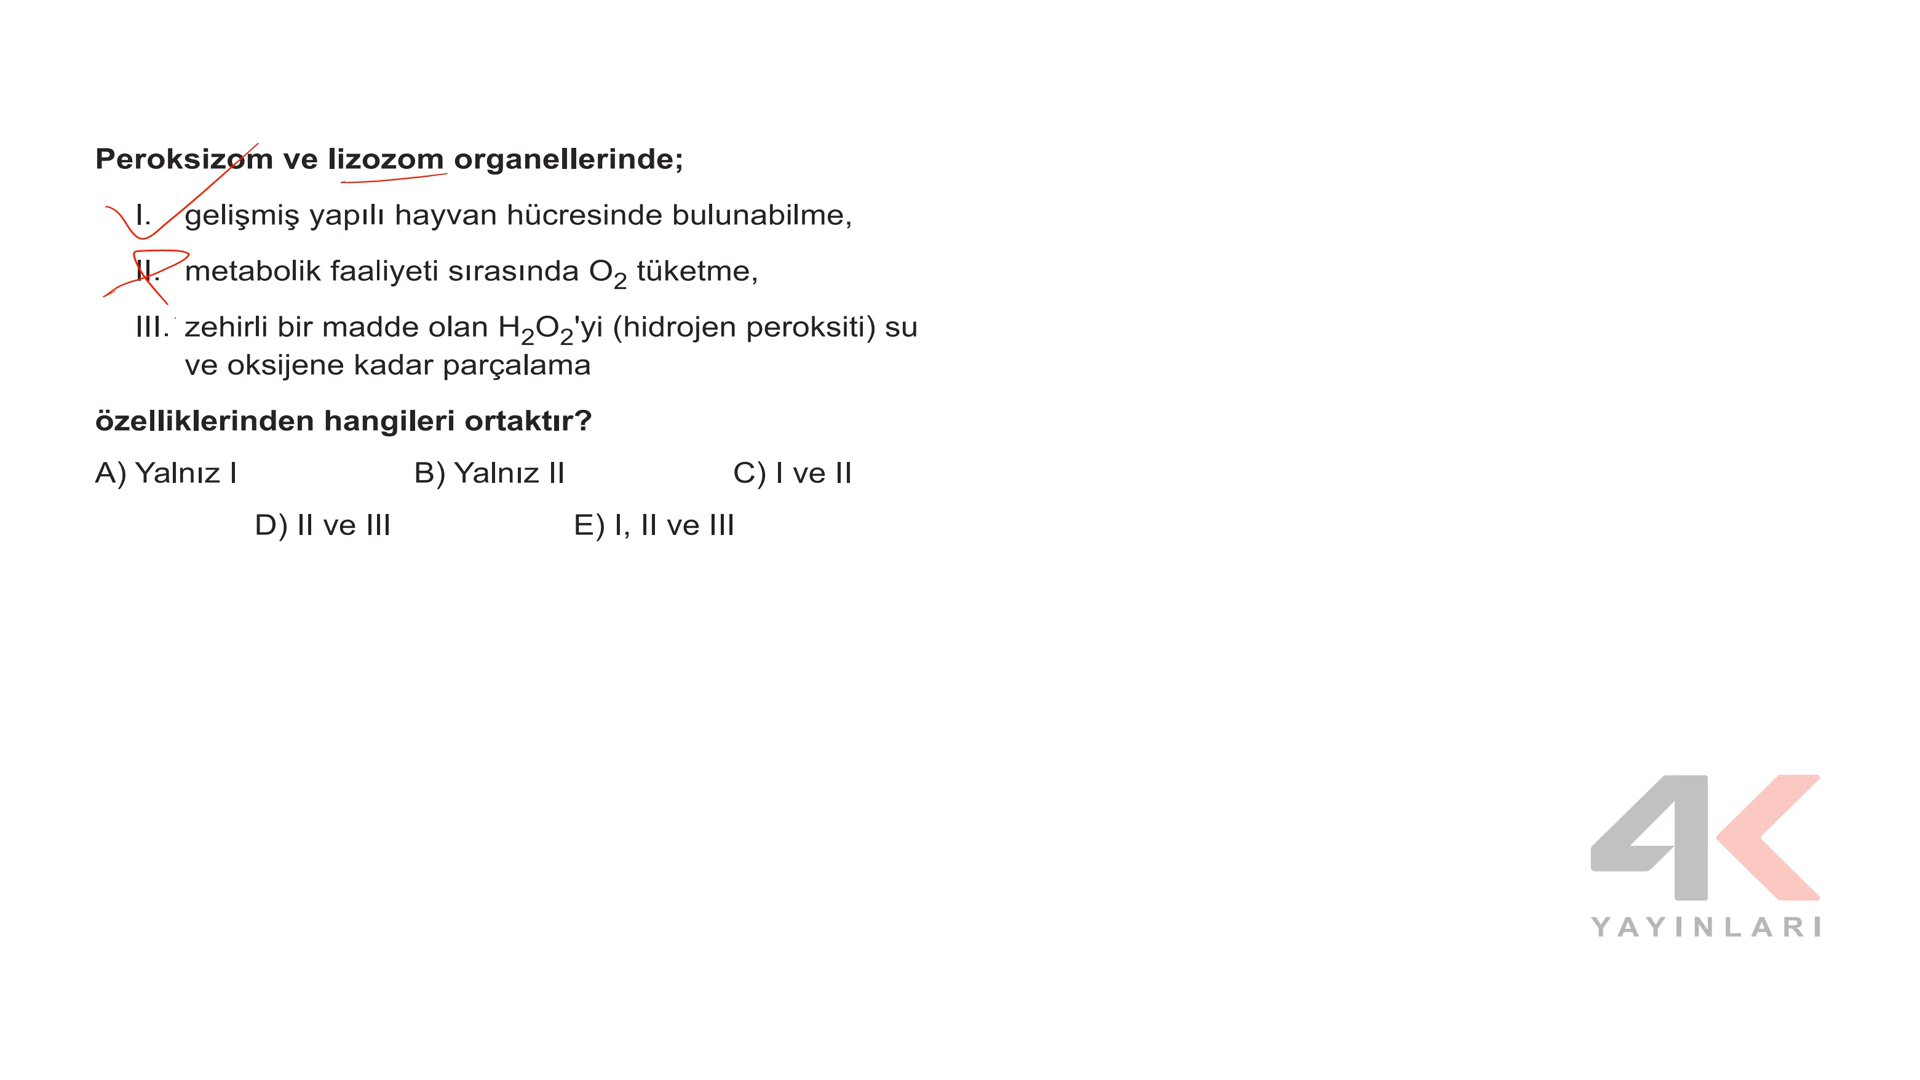 Peroksizom ve lizozom organellerinde;
I. gelişmiş yapılı hayvan hücresinde bulunabilme,
II. metabolik faaliyeti sırasında O₂ tüketme,
III. zehirli bir madde olan H₂O₂'yi (hidrojen peroksiti) su
ve oksijene kadar parçalama
özelliklerinden hangileri ortaktır?
A) Yalnız I B) Yalnız II C) I ve II
D) II ve III E) I, II ve III
4K
YAYINLARI